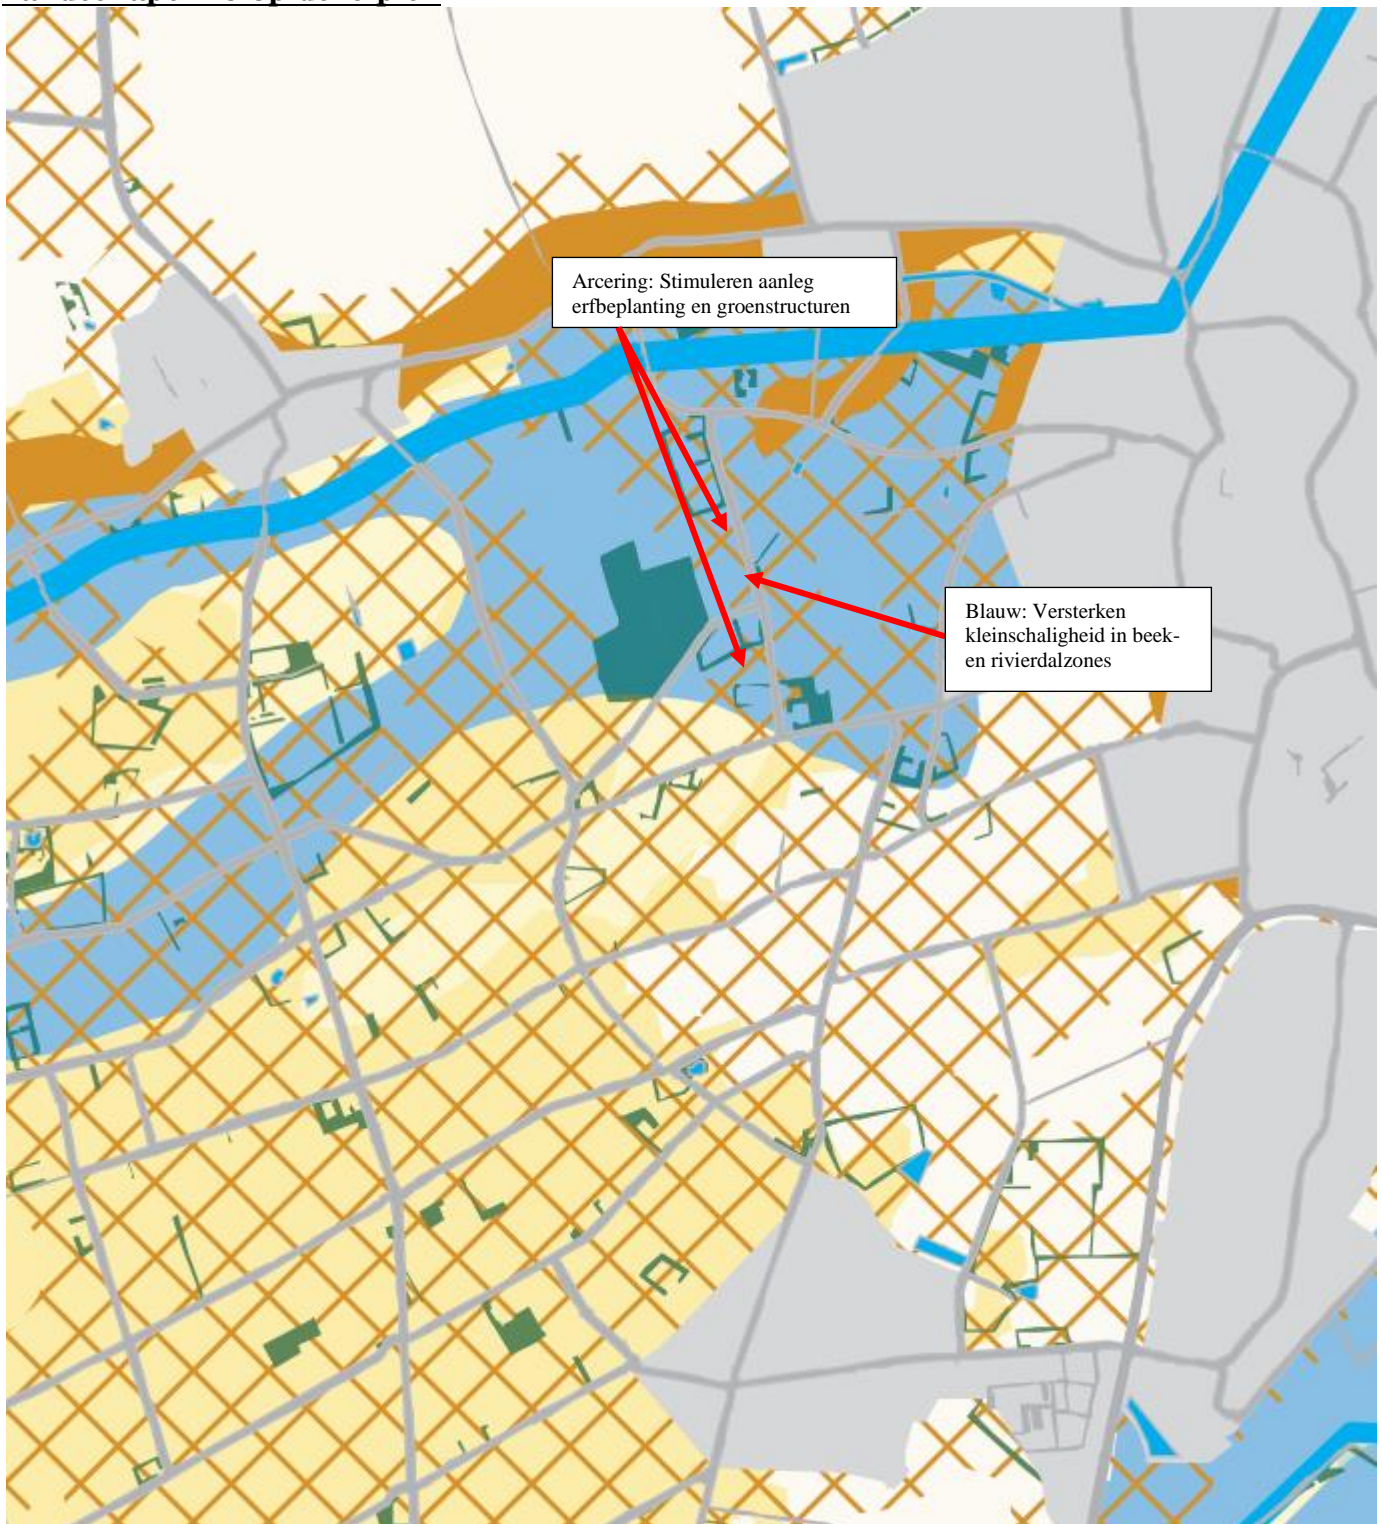 Arcering: Stimuleren aanleg
erfbeplanting en groenstructuren
Blauw: Versterken
kleinschaligheid in beek-
en rivierdalzones